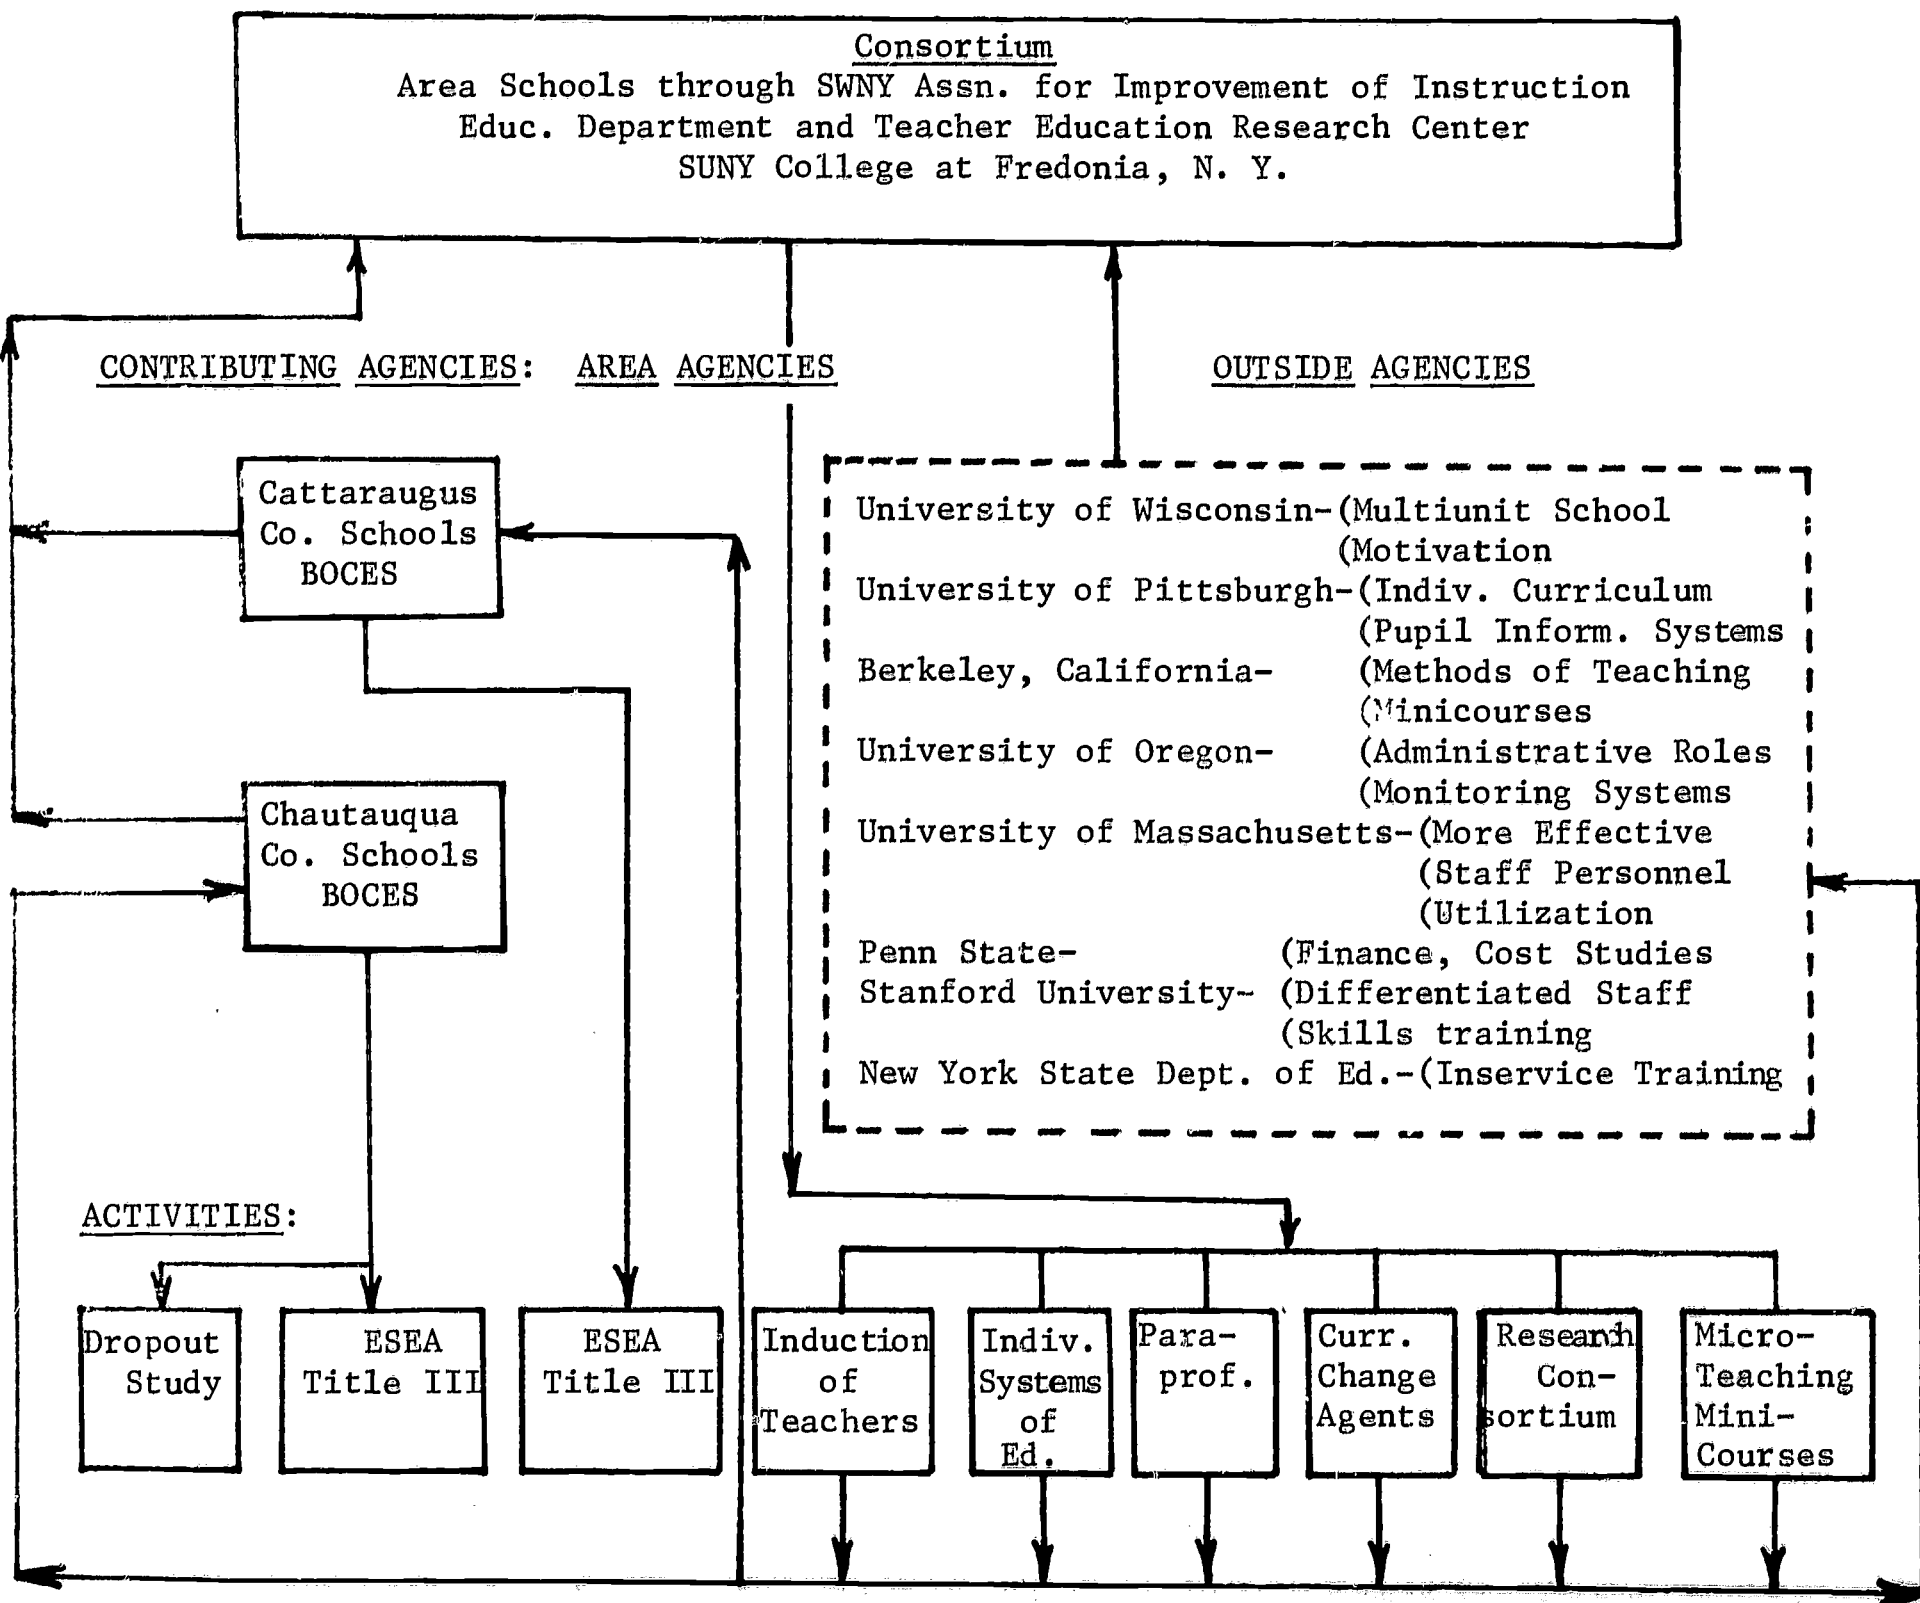 Consortium
Area Schools through SWNY Assn. for Improvement of Instruction
Educ. Department and Teacher Education Research Center
SUNY College at Fredonia, N. Y.
CONTRIBUTING AGENCIES: AREA AGENCIES
OUTSIDE AGENCIES
Cattaraugus
Co. Schools
BOCES
Chautauqua
Co. Schools
BOCES
University of Wisconsin-(Multiunit School
(Motivation
University of Pittsburgh-(Indiv. Curriculum
(Pupil Inform. Systems
Berkeley, California- (Methods of Teaching
(Minicourses
University of Oregon- (Administrative Roles
(Monitoring Systems
University of Massachusetts-(More Effective
(Staff Personnel
(Utilization
Penn State- (Finance, Cost Studies
Stanford University- (Differentiated Staff
(Skills training
New York State Dept. of Ed.-(Inservice Training
ACTIVITIES:
Dropout
Study
ESEA
Title III
ESEA
Title III
Induction
of
Teachers
Indiv.
Systems
of
Ed.
Para-
prof.
Curr.
Change
Agents
Research
Con-
sortium
Micro-
Teaching
Mini-
Courses